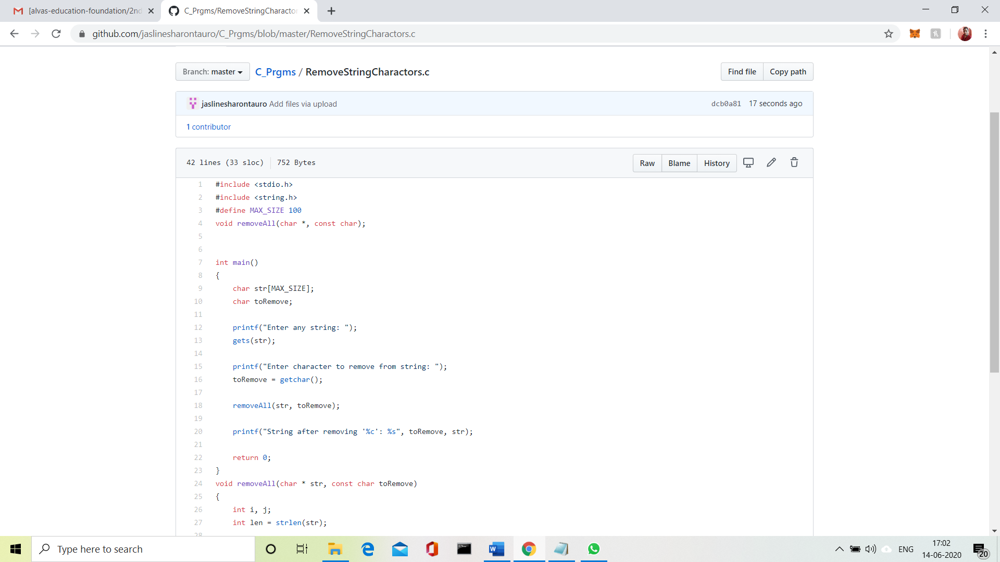 [alvas-education-foundation/2nd
C_Prgms/RemoveStringCharactor
github.com/jaslinesharontauro/C_Prgms/blob/master/RemoveStringCharactors.c
Branch: master
C_Prgms / RemoveStringCharactors.c
Find file
Copy path
jaslinesharontauro Add files via upload
dcb0a81 17 seconds ago
1 contributor
42 lines (33 sloc) 752 Bytes
Raw
Blame
History
1 #include <stdio.h>
2 #include <string.h>
3 #define MAX_SIZE 100
4 void removeAll(char *, const char);
5
6
7 int main()
8 {
9 char str[MAX_SIZE];
10 char toRemove;
11
12 printf("Enter any string: ");
13 gets(str);
14
15 printf("Enter character to remove from string: ");
16 toRemove = getchar();
17
18 removeAll(str, toRemove);
19
20 printf("String after removing '%c': %s", toRemove, str);
21
22 return 0;
23 }
24 void removeAll(char * str, const char toRemove)
25 {
26 int i, j;
27 int len = strlen(str);
28
Type here to search
ENG
17:02
14-06-2020
20